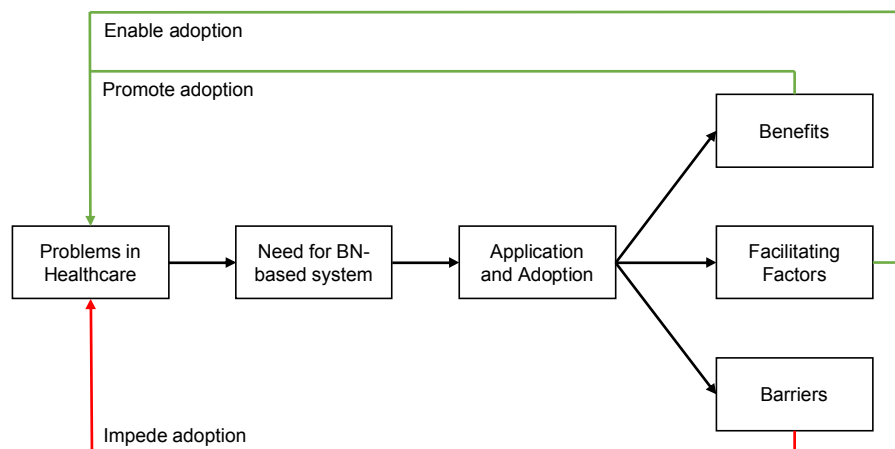 Enable adoption
Promote adoption
Benefits
Problems in
Healthcare
Need for BN-
based system
Application
and Adoption
Facilitating
Factors
Barriers
Impede adoption